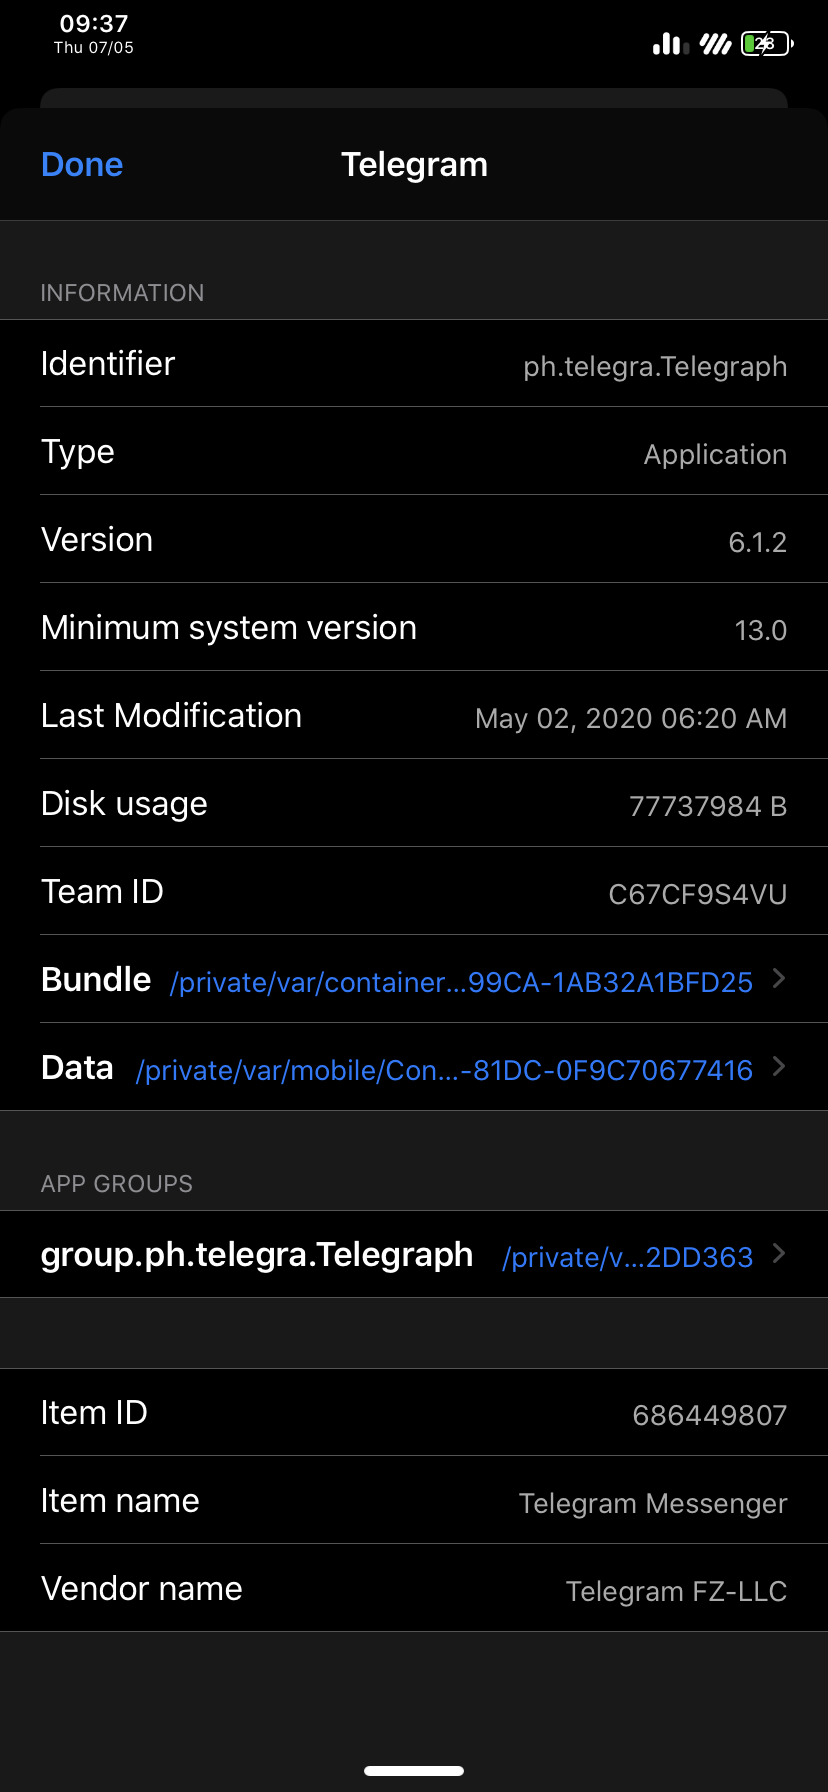 09:37
Thu 07/05
28
Done
Telegram
INFORMATION
Identifier ph.telegra.Telegraph
Type Application
Version 6.1.2
Minimum system version 13.0
Last Modification May 02, 2020 06:20 AM
Disk usage 77737984 B
Team ID C67CF9S4VU
Bundle /private/var/container...99CA-1AB32A1BFD25
Data /private/var/mobile/Con...-81DC-0F9C70677416
APP GROUPS
group.ph.telegra.Telegraph /private/v...2DD363
Item ID 686449807
Item name Telegram Messenger
Vendor name Telegram FZ-LLC